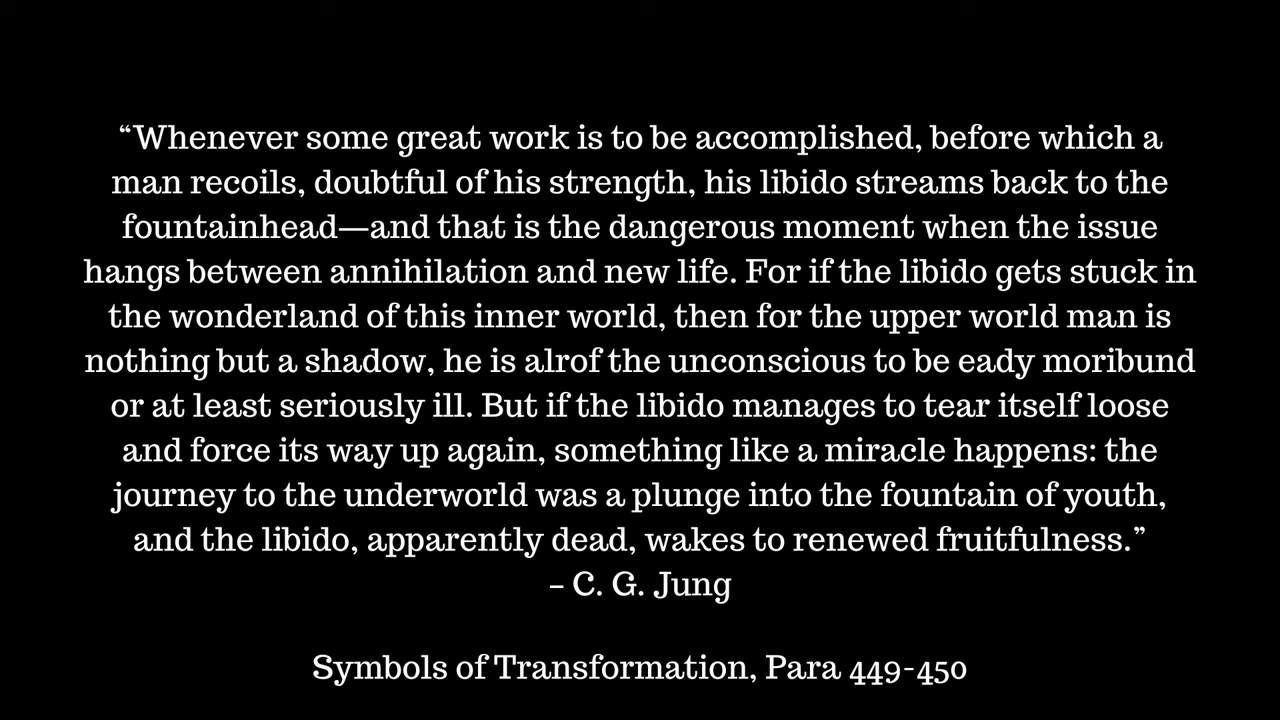 “Whenever some great work is to be accomplished, before which a
man recoils, doubtful of his strength, his libido streams back to the
fountainhead—and that is the dangerous moment when the issue
hangs between annihilation and new life. For if the libido gets stuck in
the wonderland of this inner world, then for the upper world man is
nothing but a shadow, he is alrof the unconscious to be eady moribund
or at least seriously ill. But if the libido manages to tear itself loose
and force its way up again, something like a miracle happens: the
journey to the underworld was a plunge into the fountain of youth,
and the libido, apparently dead, wakes to renewed fruitfulness.”
– C. G. Jung
Symbols of Transformation, Para 449-450